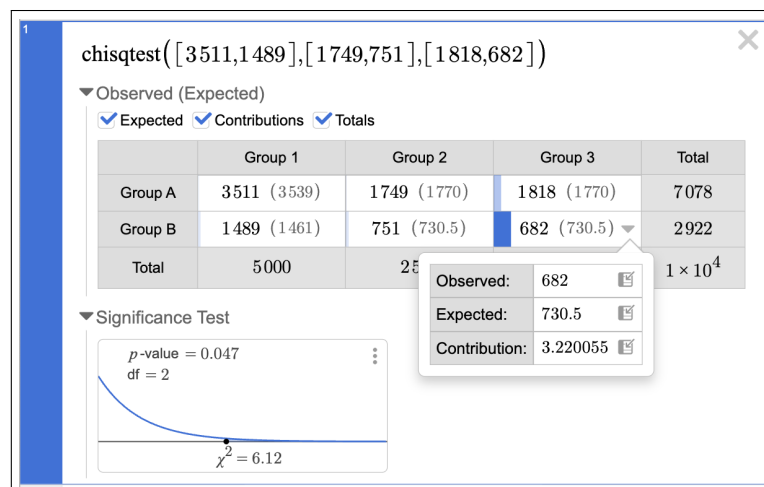 1
chisqtest([3511,1489],[1749,751],[1818,682])
Observed (Expected)
Expected Contributions Totals
Group 1 Group 2 Group 3 Total
Group A 3511 (3539) 1749 (1770) 1818 (1770) 7078
Group B 1489 (1461) 751 (730.5) 682 (730.5) 2922
Total 5000 25 1 × 10⁴
Observed: 682
Expected: 730.5
Contribution: 3.220055
Significance Test
p-value = 0.047
df = 2
χ² = 6.12